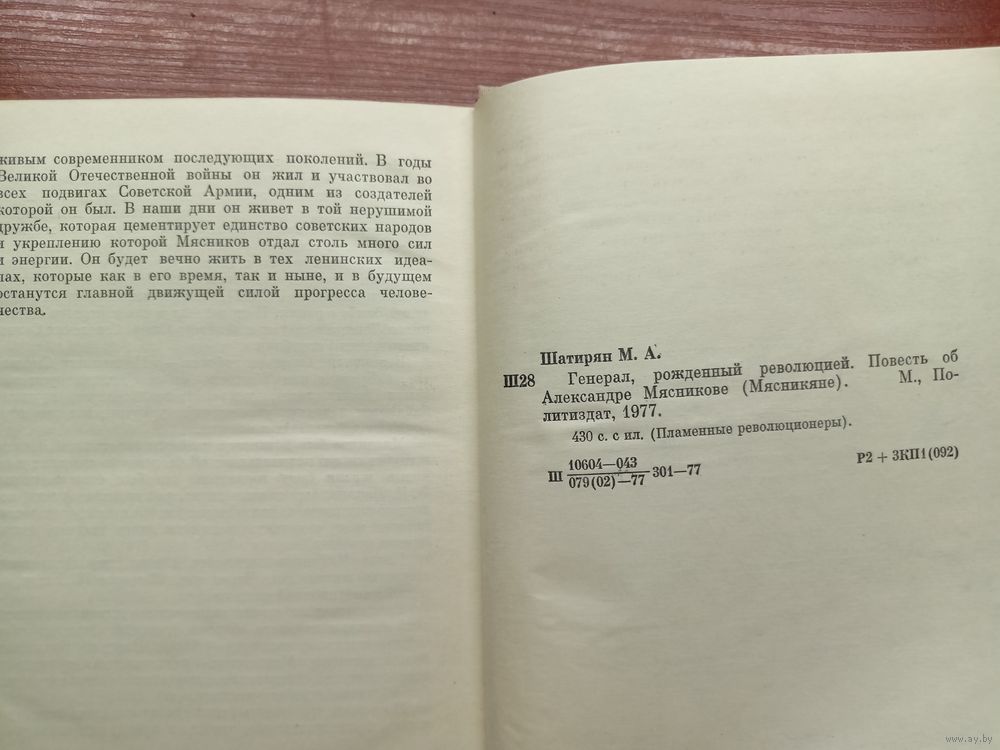 живым современником последующих поколений. В годы
Великой Отечественной войны он жил и участвовал во
всех подвигах Советской Армии, одним из создателей
которой он был. В наши дни он живет в той нерушимой
дружбе, которая цементирует единство советских народов
и укреплению которой Мясников отдал столь много сил
и энергии. Он будет вечно жить в тех ленинских идеа-
лах, которые как в его время, так и ныне, и в будущем
останутся главной движущей силой прогресса челове-
чества.
Шатирян М. А.
Ш28 Генерал, рожденный революцией. Повесть об
Александре Мясникове (Мясникяне). М., По-
литиздат, 1977.
430 с. с ил. (Пламенные революционеры).
Ш 10604—043
079(02)—77 301—77 Р2 + 3КП1(092)
www.ay.by